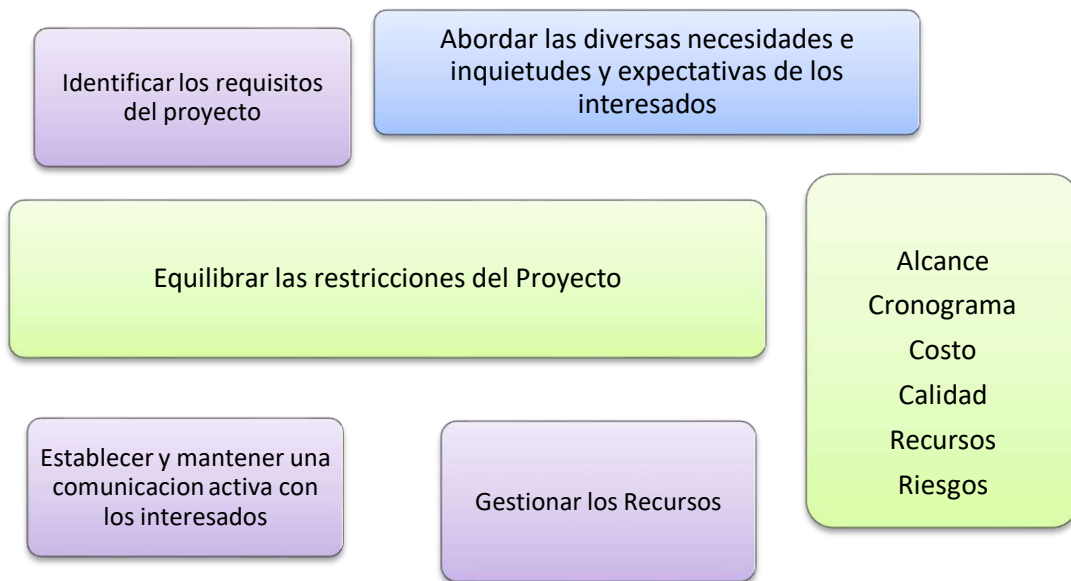 Identificar los requisitos
del proyecto
Abordar las diversas necesidades e
inquietudes y expectativas de los
interesados
Equilibrar las restricciones del Proyecto
Alcance
Cronograma
Costo
Calidad
Recursos
Riesgos
Establecer y mantener una
comunicacion activa con
los interesados
Gestionar los Recursos